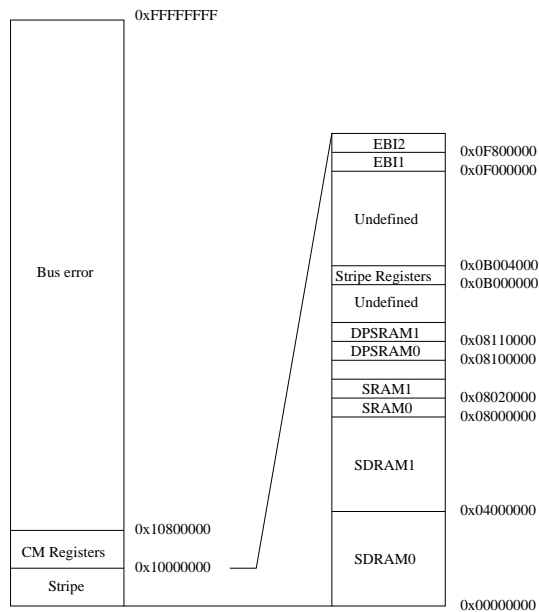 0xFFFFFFFF
Bus error
0x10800000
CM Registers
0x10000000
Stripe
EBI2
0x0F800000
EBI1
0x0F000000
Undefined
0x0B004000
Stripe Registers
0x0B000000
Undefined
DPSRAM1
0x08110000
DPSRAM0
0x08100000
SRAM1
0x08020000
SRAM0
0x08000000
SDRAM1
0x04000000
SDRAM0
0x00000000